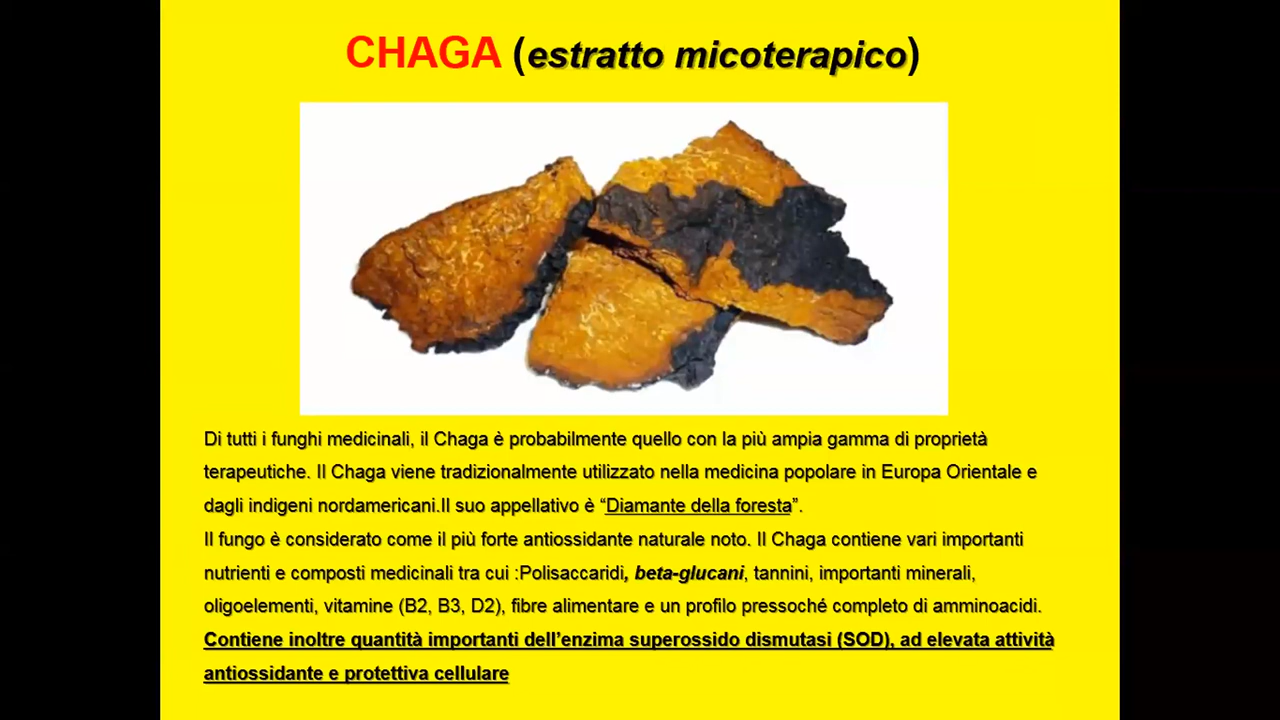 CHAGA (estratto micoterapico)
Di tutti i funghi medicinali, il Chaga è probabilmente quello con la più ampia gamma di proprietà
terapeutiche. Il Chaga viene tradizionalmente utilizzato nella medicina popolare in Europa Orientale e
dagli indigeni nordamericani.Il suo appellativo è “Diamante della foresta”.
Il fungo è considerato come il più forte antiossidante naturale noto. Il Chaga contiene vari importanti
nutrienti e composti medicinali tra cui :Polisaccaridi, beta-glucani, tannini, importanti minerali,
oligoelementi, vitamine (B2, B3, D2), fibre alimentare e un profilo pressoché completo di amminoacidi.
Contiene inoltre quantità importanti dell’enzima superossido dismutasi (SOD), ad elevata attività
antiossidante e protettiva cellulare